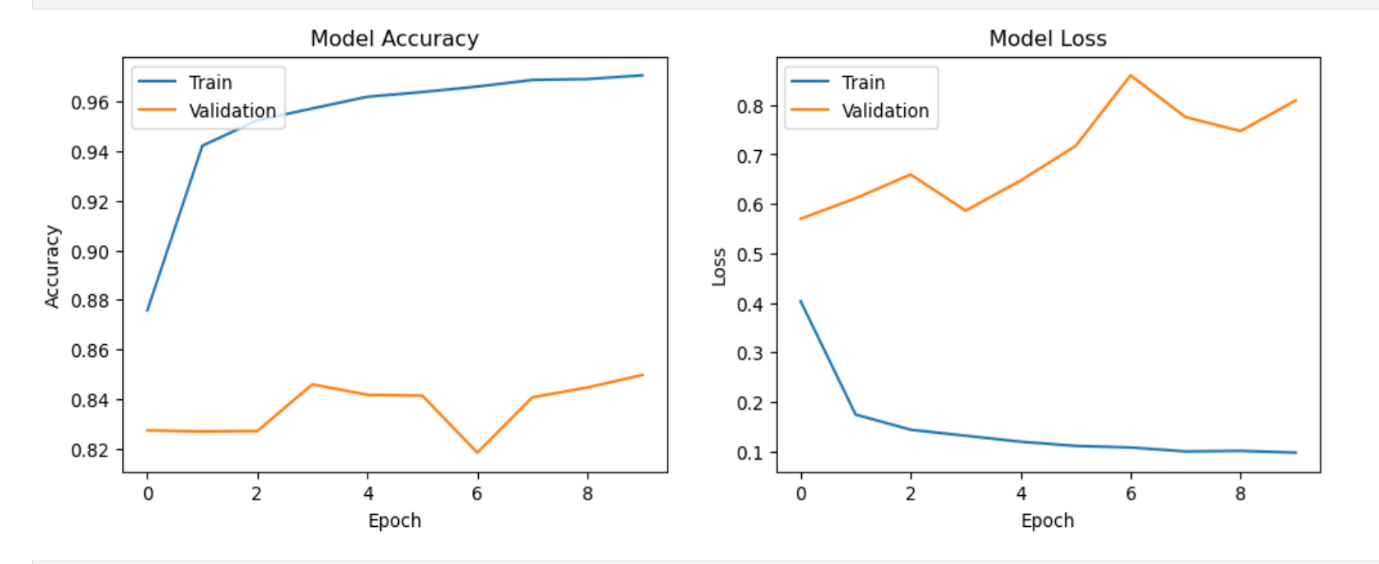 Model Accuracy
Train
Validation
0.96
0.94
0.92
0.90
0.88
0.86
0.84
0.82
Accuracy
0 2 4 6 8
Epoch
Model Loss
Train
Validation
0.8
0.7
0.6
0.5
0.4
0.3
0.2
0.1
Loss
0 2 4 6 8
Epoch